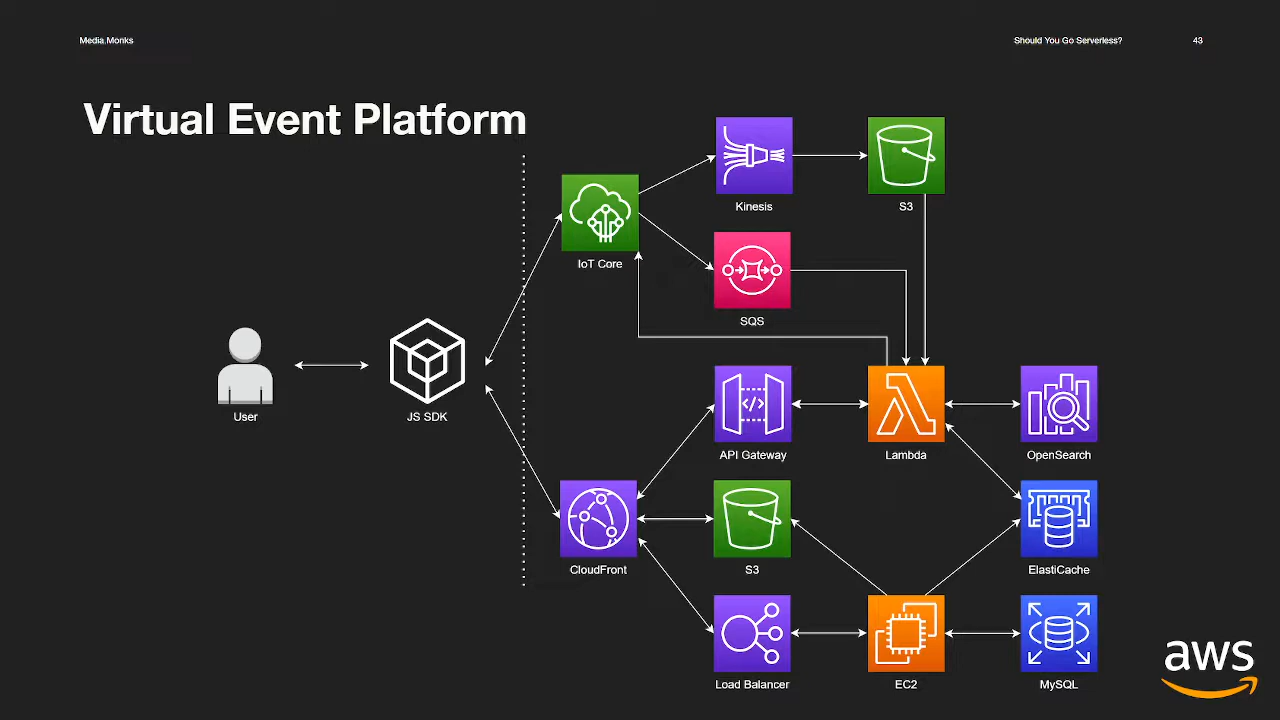 Media.Monks
Should You Go Serverless?
43
Virtual Event Platform
Kinesis
S3
IoT Core
SQS
User
JS SDK
API Gateway
Lambda
OpenSearch
CloudFront
S3
ElastiCache
Load Balancer
EC2
MySQL
aws